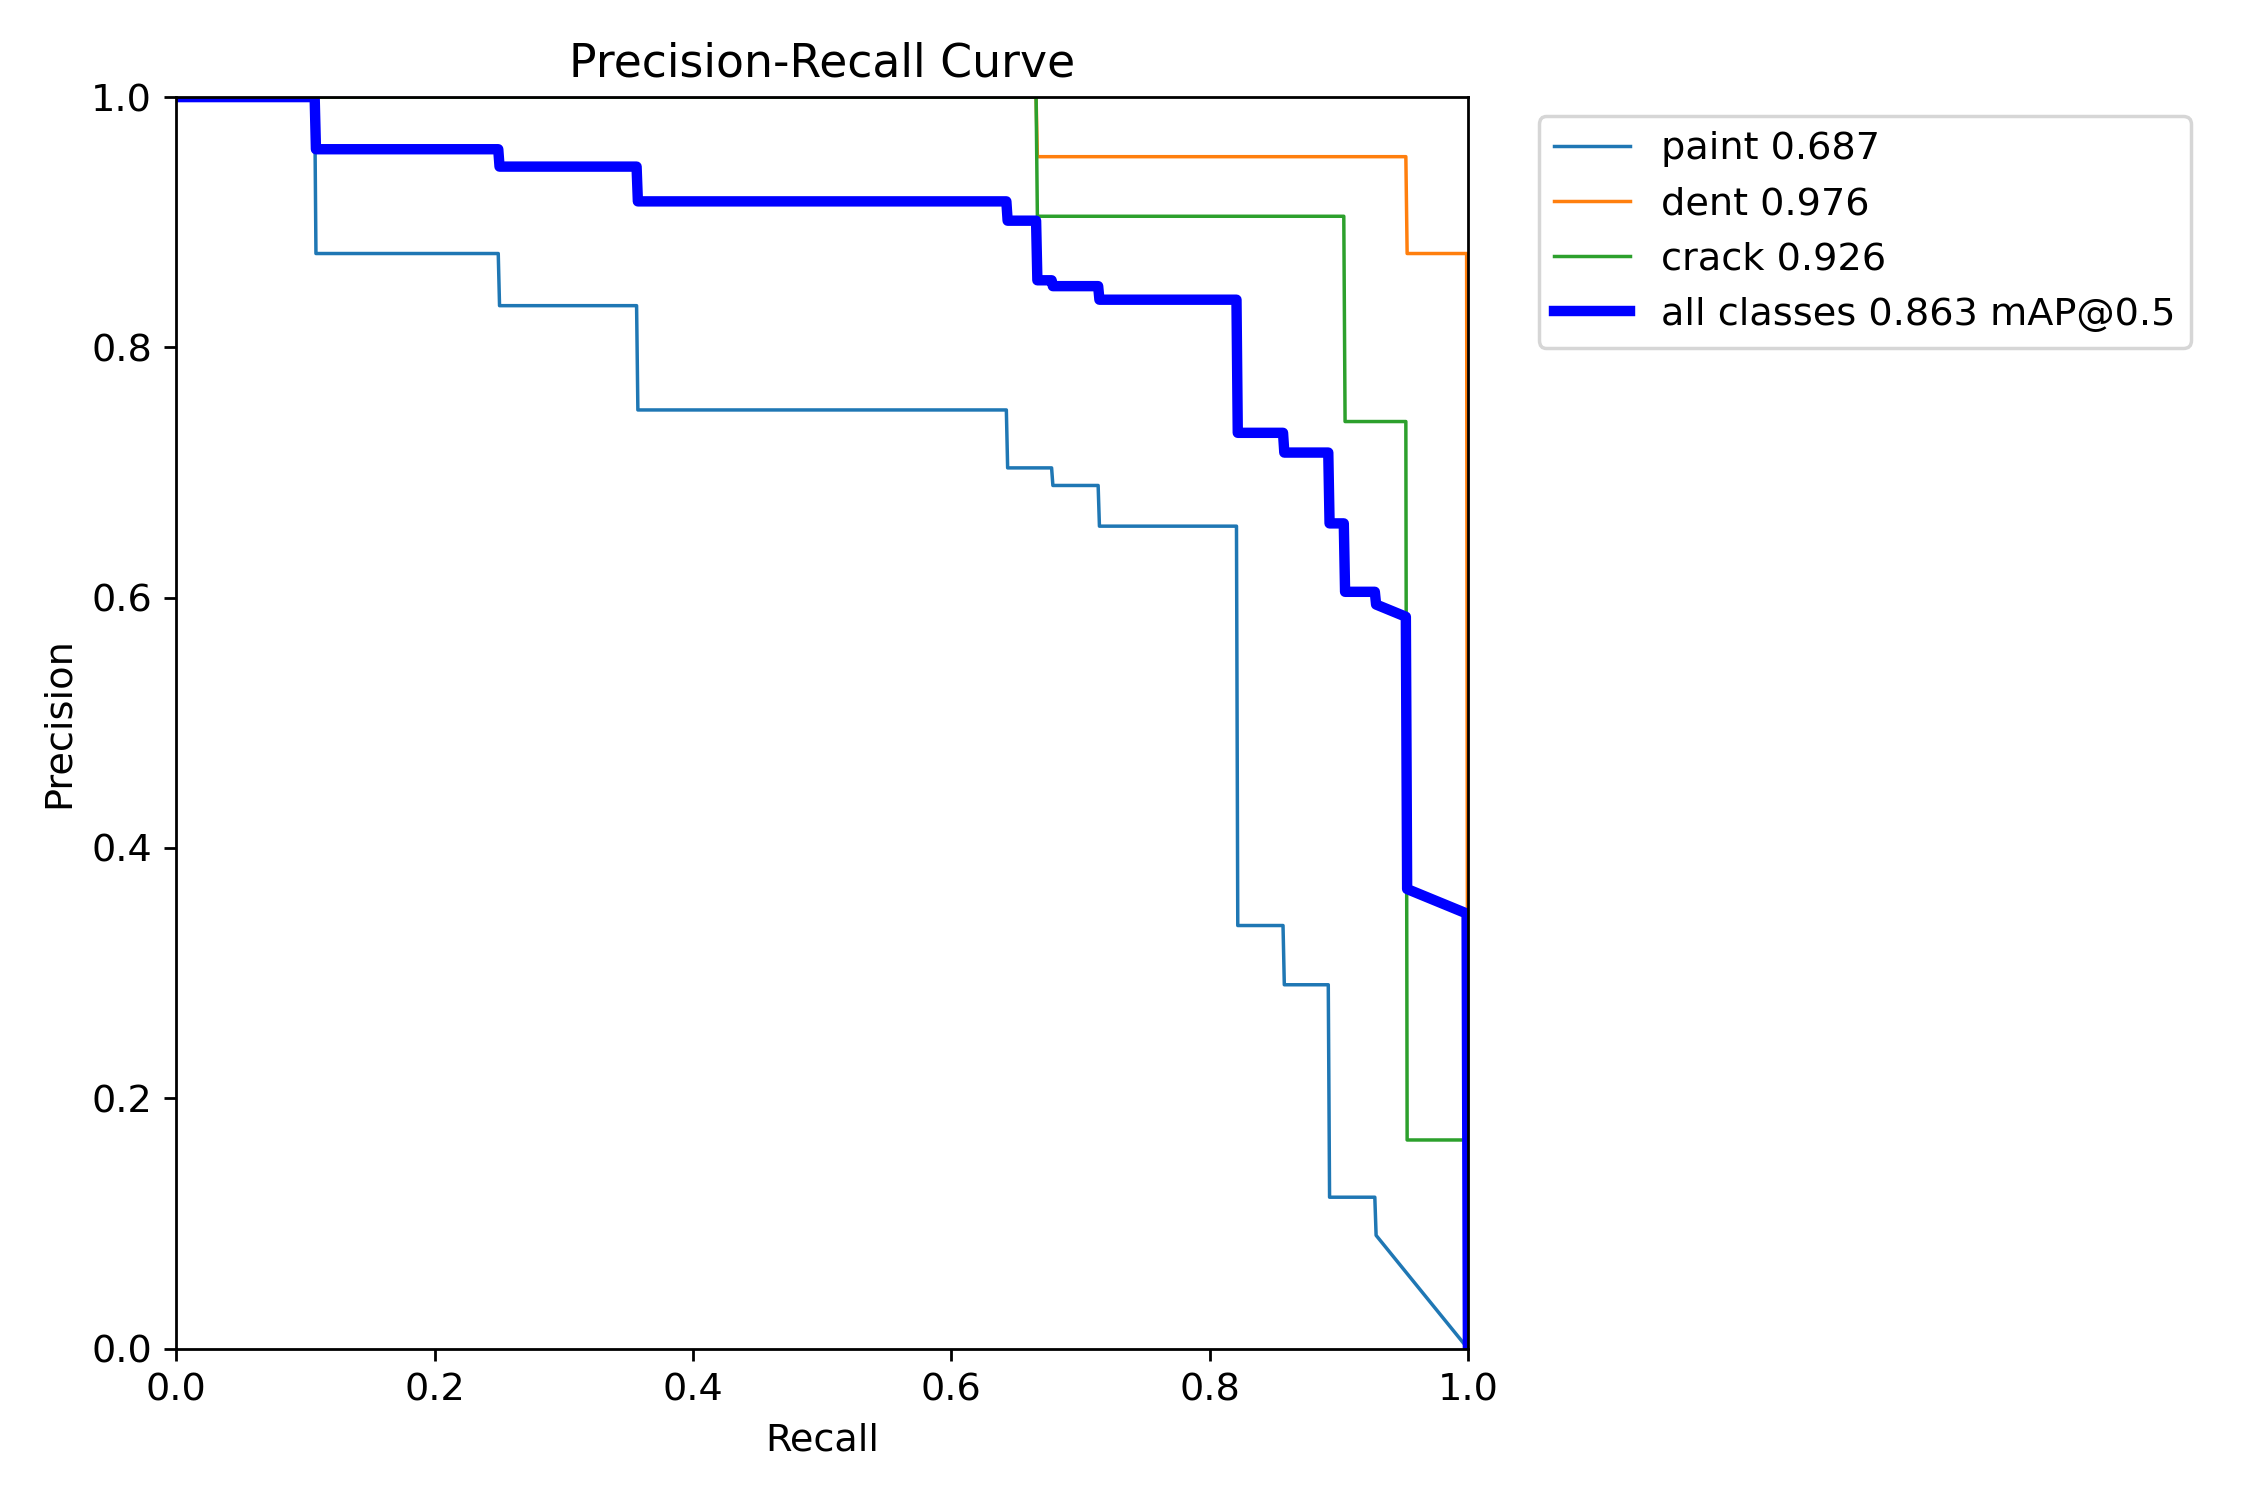 Precision-Recall Curve
1.0
0.8
0.6
0.4
0.2
0.0
Precision
0.0 0.2 0.4 0.6 0.8 1.0
Recall
paint 0.687
dent 0.976
crack 0.926
all classes 0.863 mAP@0.5